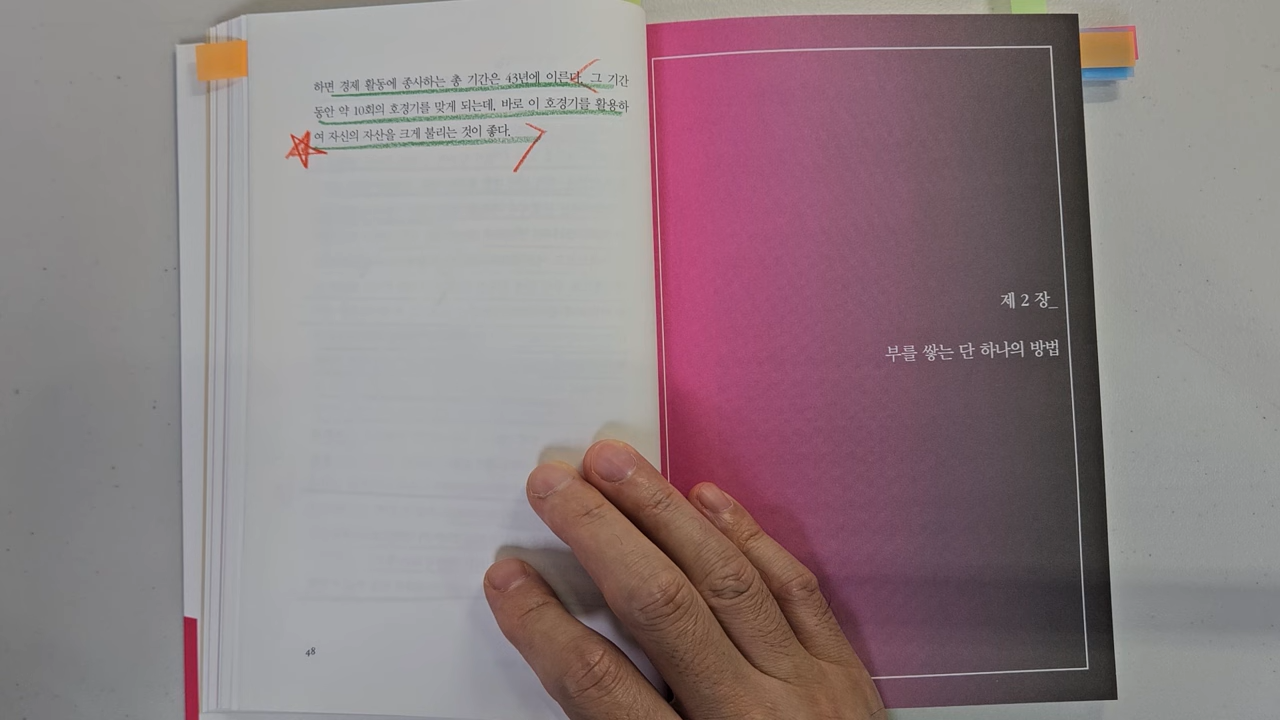 하면 경제 활동에 종사하는 총 기간은 43년에 이른다. 그 기간
동안 약 10회의 호경기를 맞게 되는데, 바로 이 호경기를 활용하
여 자신의 자산을 크게 불리는 것이 좋다.
48
제 2 장_
부를 쌓는 단 하나의 방법